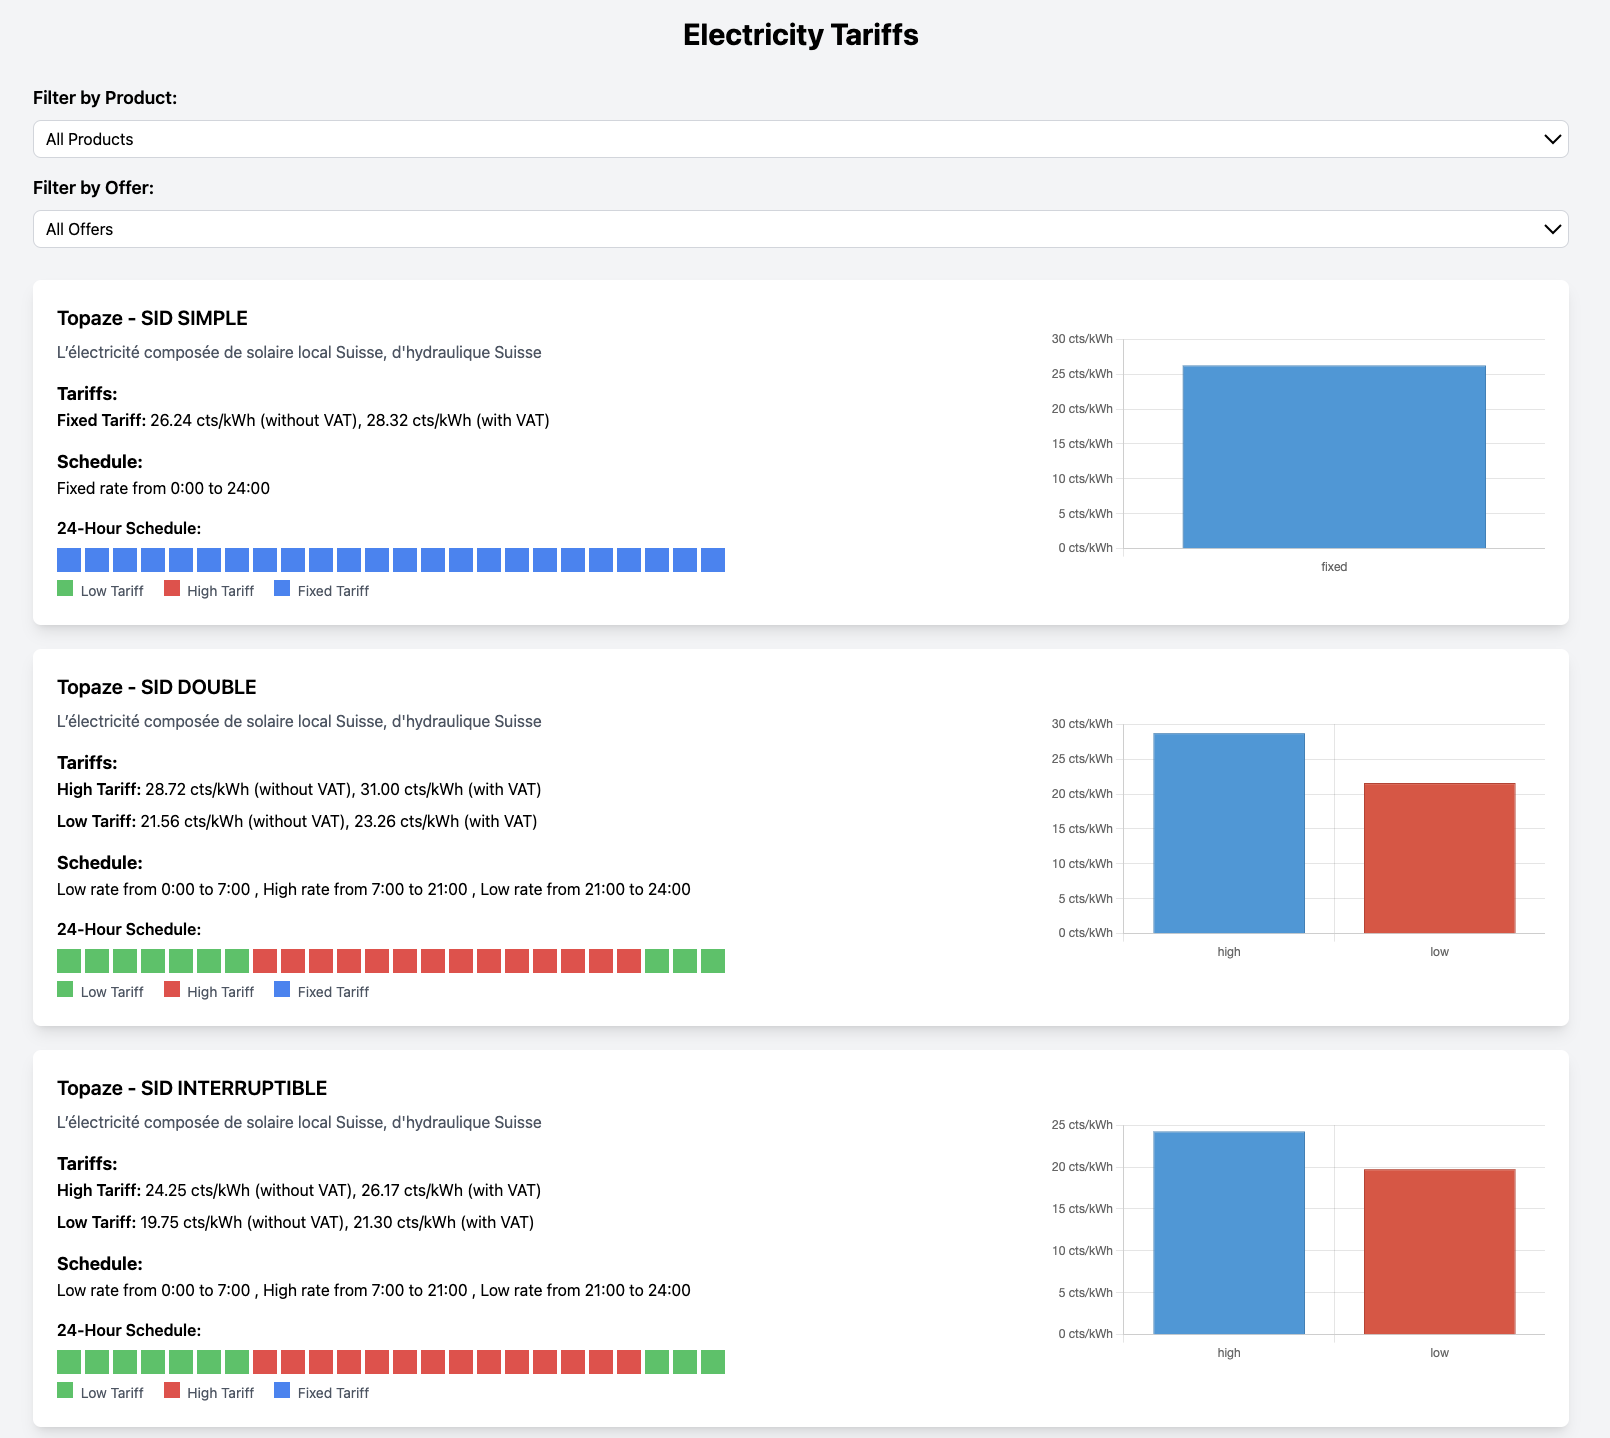 Electricity Tariffs
Filter by Product:
All Products
Filter by Offer:
All Offers
Topaze - SID SIMPLE
L’électricité composée de solaire local Suisse, d'hydraulique Suisse
Tariffs:
Fixed Tariff: 26.24 cts/kWh (without VAT), 28.32 cts/kWh (with VAT)
Schedule:
Fixed rate from 0:00 to 24:00
24-Hour Schedule:
Low Tariff High Tariff Fixed Tariff
30 cts/kWh
25 cts/kWh
20 cts/kWh
15 cts/kWh
10 cts/kWh
5 cts/kWh
0 cts/kWh
fixed
Topaze - SID DOUBLE
L’électricité composée de solaire local Suisse, d'hydraulique Suisse
Tariffs:
High Tariff: 28.72 cts/kWh (without VAT), 31.00 cts/kWh (with VAT)
Low Tariff: 21.56 cts/kWh (without VAT), 23.26 cts/kWh (with VAT)
Schedule:
Low rate from 0:00 to 7:00 , High rate from 7:00 to 21:00 , Low rate from 21:00 to 24:00
24-Hour Schedule:
Low Tariff High Tariff Fixed Tariff
30 cts/kWh
25 cts/kWh
20 cts/kWh
15 cts/kWh
10 cts/kWh
5 cts/kWh
0 cts/kWh
high low
Topaze - SID INTERRUPTIBLE
L’électricité composée de solaire local Suisse, d'hydraulique Suisse
Tariffs:
High Tariff: 24.25 cts/kWh (without VAT), 26.17 cts/kWh (with VAT)
Low Tariff: 19.75 cts/kWh (without VAT), 21.30 cts/kWh (with VAT)
Schedule:
Low rate from 0:00 to 7:00 , High rate from 7:00 to 21:00 , Low rate from 21:00 to 24:00
24-Hour Schedule:
Low Tariff High Tariff Fixed Tariff
25 cts/kWh
20 cts/kWh
15 cts/kWh
10 cts/kWh
5 cts/kWh
0 cts/kWh
high low